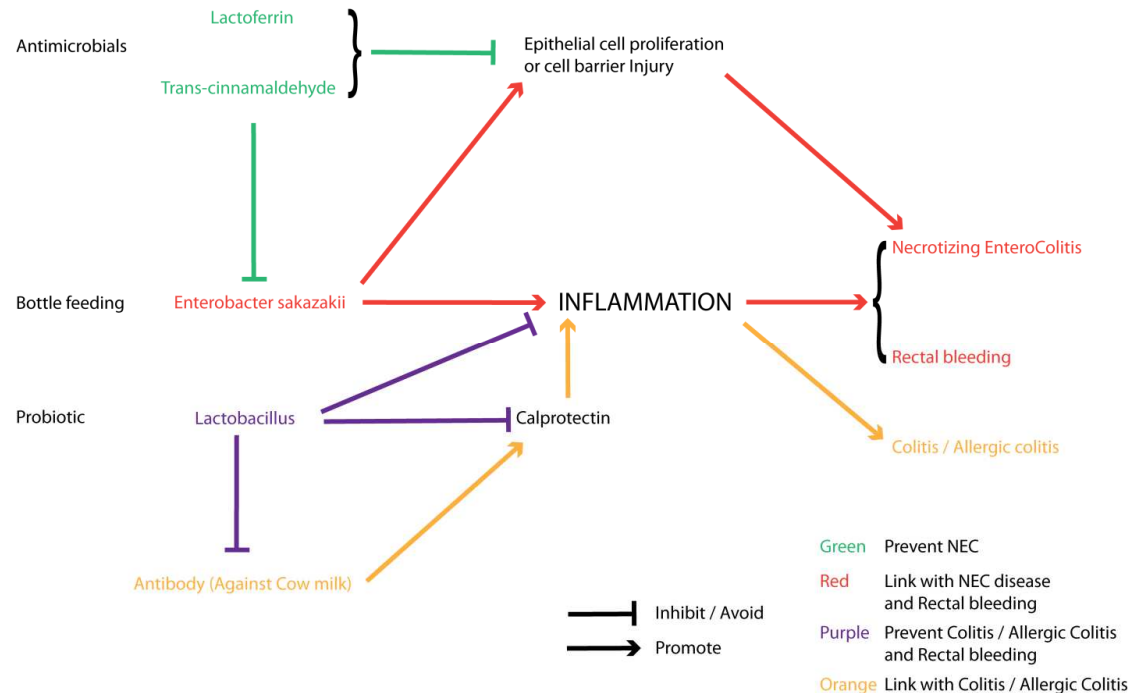 Lactoferrin
Antimicrobials
Trans-cinnamaldehyde
Epithelial cell proliferation
or cell barrier Injury
Necrotizing EnteroColitis
Bottle feeding
Enterobacter sakazakii
INFLAMMATION
Rectal bleeding
Probiotic
Lactobacillus
Calprotectin
Colitis / Allergic colitis
Antibody (Against Cow milk)
Inhibit / Avoid
Promote
Green Prevent NEC
Red Link with NEC disease
and Rectal bleeding
Purple Prevent Colitis / Allergic Colitis
and Rectal bleeding
Orange Link with Colitis / Allergic Colitis